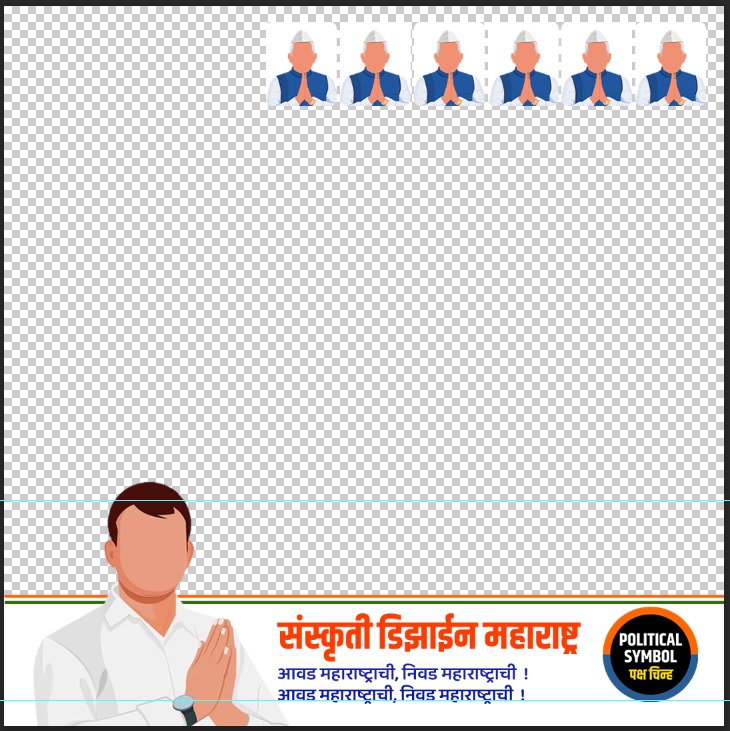 संस्कृती डिझाईन महाराष्ट्र
आवड महाराष्ट्राची, निवड महाराष्ट्राची !
आवड महाराष्ट्राची, निवड महाराष्ट्राची !
POLITICAL
SYMBOL
पक्ष चिन्ह